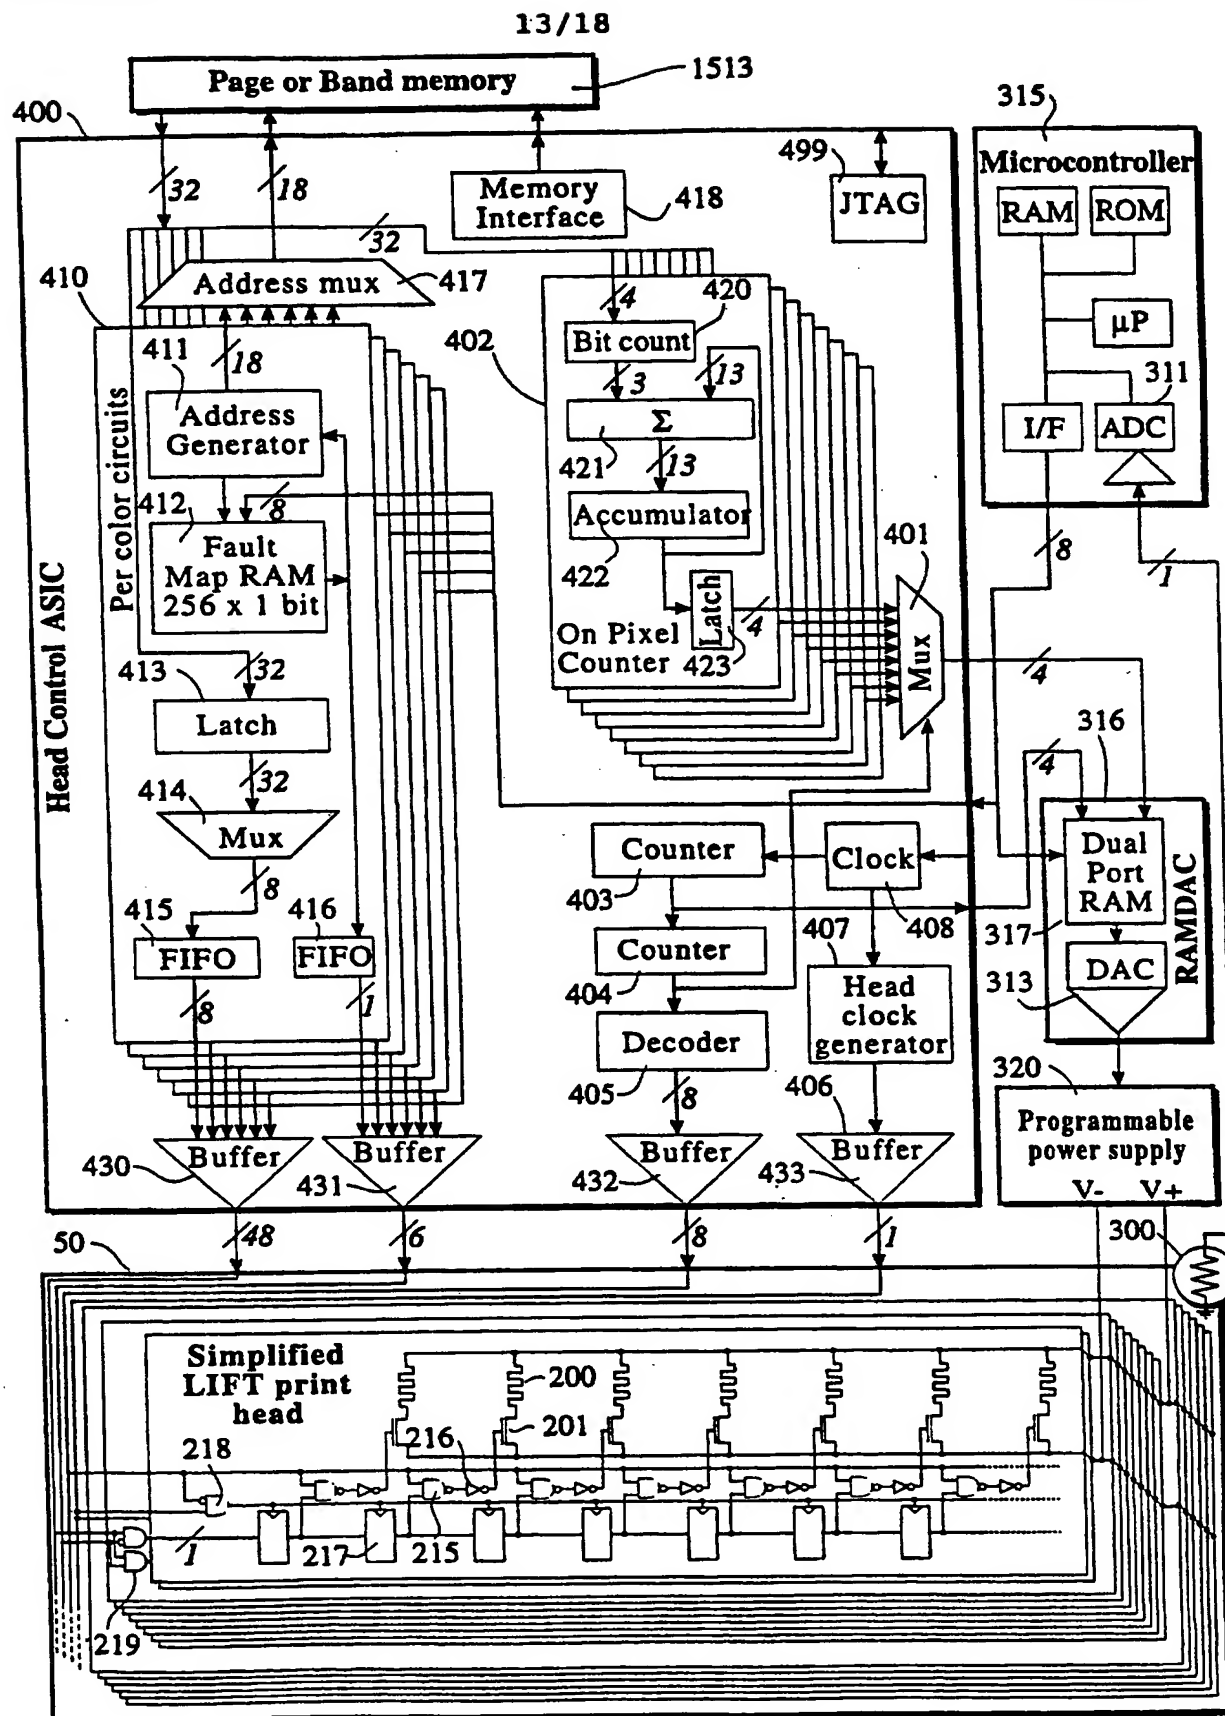 13/18
Page or Band memory
1513
400
315
Microcontroller
RAM
ROM
µP
311
I/F
ADC
8
1
32
18
Memory
Interface
418
499
JTAG
32
Address mux
417
410
Head Control ASIC
Per color circuits
411
18
Address
Generator
412
8
Fault
Map RAM
256 x 1 bit
32
413
Latch
32
414
Mux
8
415
FIFO
416
FIFO
8
1
402
4
420
Bit count
3
13
Σ
421
13
Accumulator
422
Latch
4
423
On Pixel
Counter
401
Mux
4
4
316
Dual
Port
RAM
317
DAC
313
RAMDAC
Counter
403
Clock
408
Counter
404
407
Head
clock
generator
Decoder
405
8
406
320
Programmable
power supply
V-
V+
Buffer
430
Buffer
431
Buffer
432
Buffer
433
48
6
8
1
50
300
Simplified
LIFT print
head
200
201
216
218
1
217
215
219